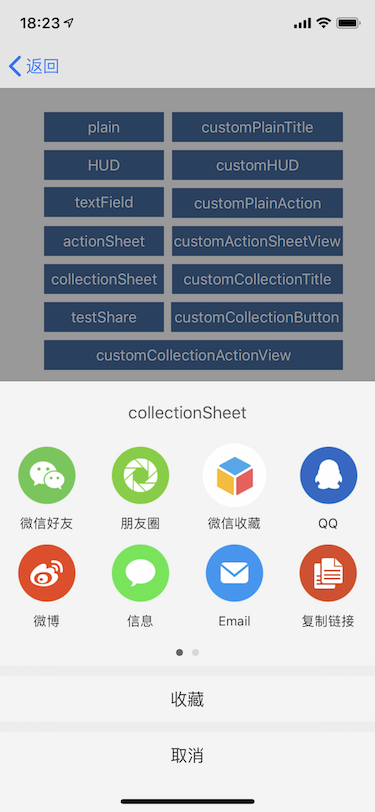 18:23
返回
plain
customPlainTitle
HUD
customHUD
textField
customPlainAction
actionSheet
customActionSheetView
collectionSheet
customCollectionTitle
testShare
customCollectionButton
customCollectionActionView
collectionSheet
微信好友
朋友圈
微信收藏
QQ
微博
信息
Email
复制链接
收藏
取消